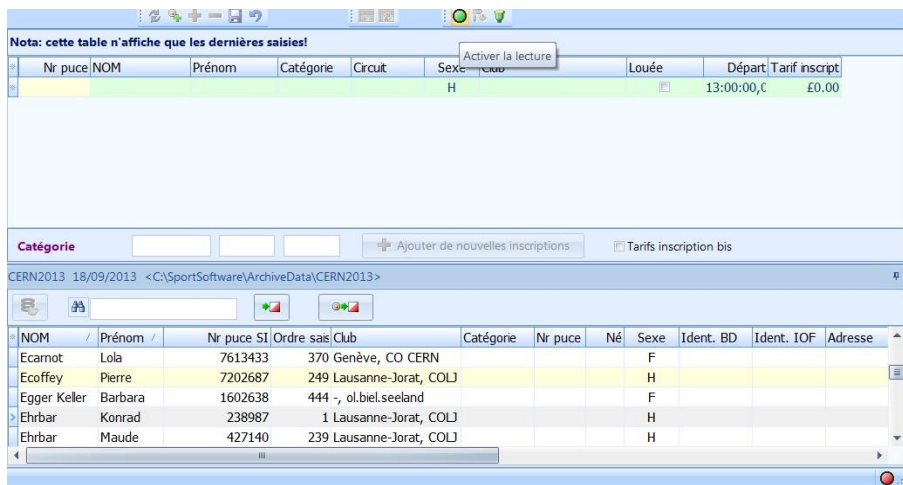 Nota: cette table n'affiche que les dernières saisies!
Activer la lecture
Nr puce NOM Prénom Catégorie Circuit Sexe Club Louée Départ Tarif inscript
H 13:00:00,0 £0.00
Catégorie Ajouter de nouvelles inscriptions Tarifs inscription bis
CERN2013 18/09/2013 <C:\SportSoftware\ArchiveData\CERN2013>
NOM Prénom Nr puce SI Ordre sais Club Catégorie Nr puce Né Sexe Ident. BD Ident. IOF Adresse
Ecarnot Lola 7613433 370 Genève, CO CERN F
Ecoffey Pierre 7202687 249 Lausanne-Jorat, COLJ H
Egger Keller Barbara 1602638 444 -, ol.biel.seeland F
Ehrbar Konrad 238987 1 Lausanne-Jorat, COLJ H
Ehrbar Maude 427140 239 Lausanne-Jorat, COLJ H